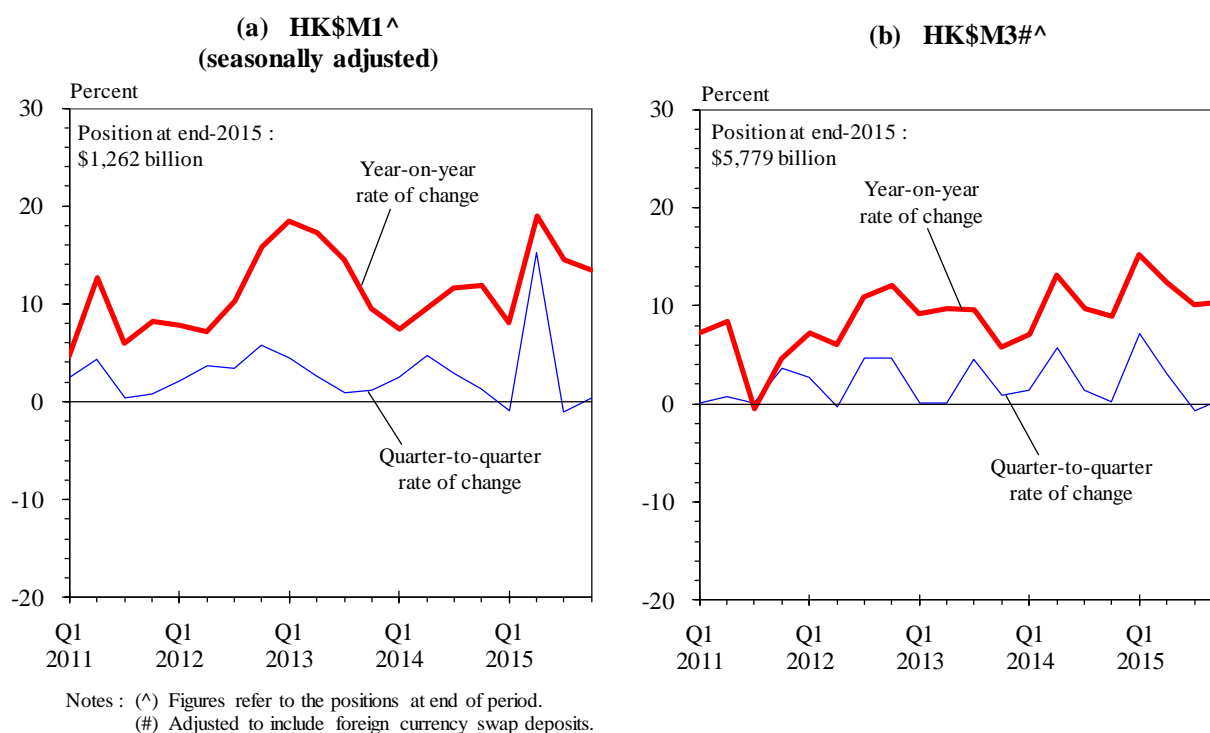 (a) HK$M1^
(seasonally adjusted)
Percent
30
20
10
0
-10
-20
Position at end-2015 :
$1,262 billion
Year-on-year
rate of change
Quarter-to-quarter
rate of change
Q1 Q1 Q1 Q1 Q1
2011 2012 2013 2014 2015
(b) HK$M3#^
Percent
30
20
10
0
-10
-20
Position at end-2015 :
$5,779 billion
Year-on-year
rate of change
Quarter-to-quarter
rate of change
Q1 Q1 Q1 Q1 Q1
2011 2012 2013 2014 2015
Notes : (^) Figures refer to the positions at end of period.
(#) Adjusted to include foreign currency swap deposits.